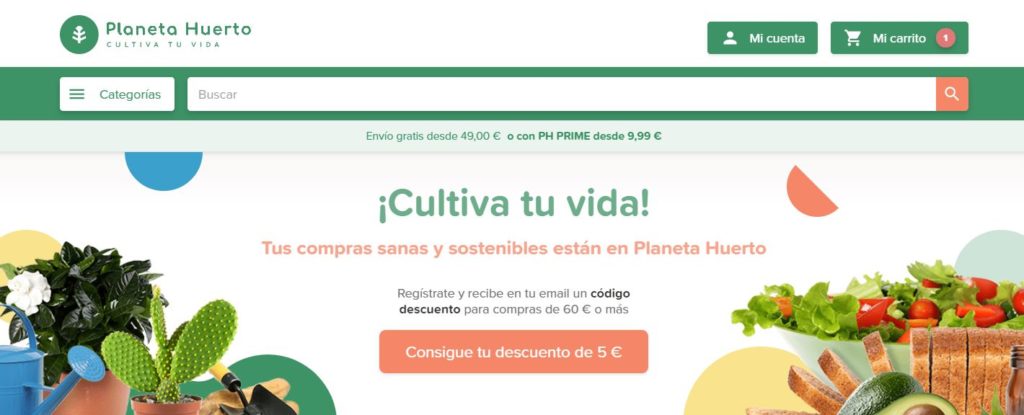 Planeta Huerto
CULTIVA TU VIDA
Mi cuenta
Mi carrito 1
Categorías
Buscar
Envío gratis desde 49,00 € o con PH PRIME desde 9,99 €
¡Cultiva tu vida!
Tus compras sanas y sostenibles están en Planeta Huerto
Regístrate y recibe en tu email un código
descuento para compras de 60 € o más
Consigue tu descuento de 5 €